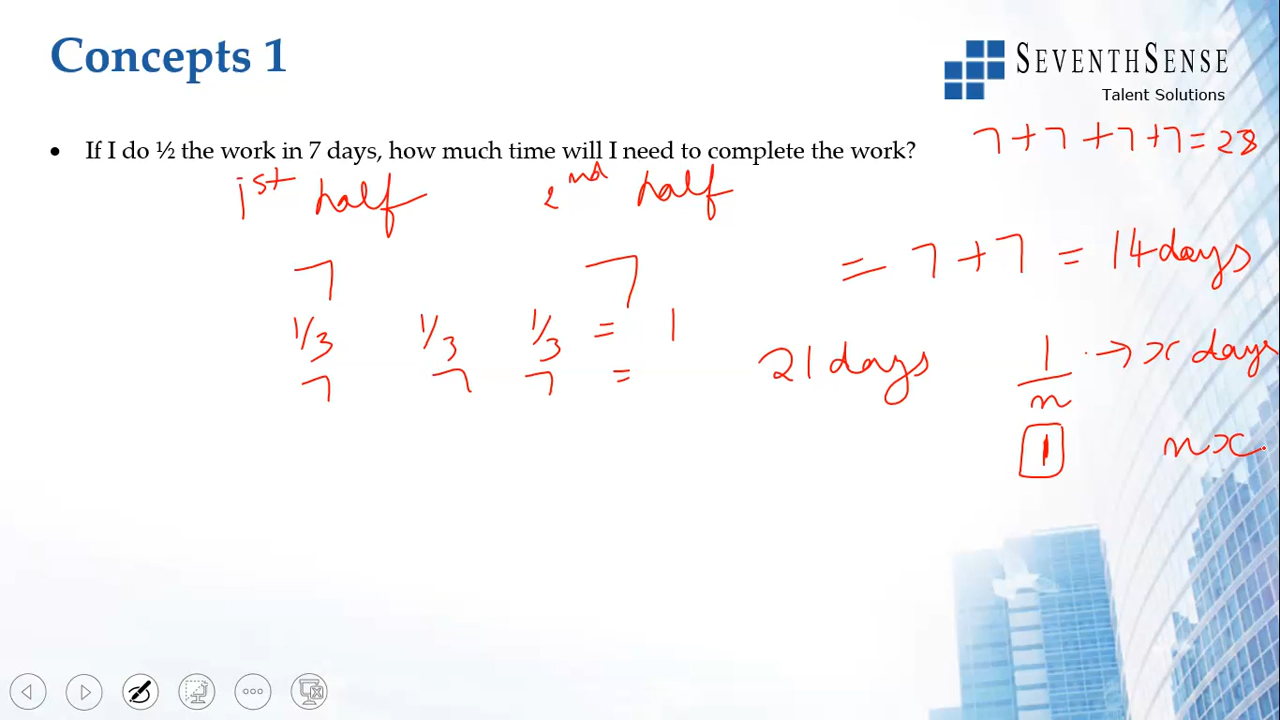 Concepts 1
SEVENTHSENSE
Talent Solutions
7+7+7+7=28
• If I do ½ the work in 7 days, how much time will I need to complete the work?
1st half 2nd half
7 7 = 7+7 = 14days
1/3 1/3 1/3 = 1
7 7 7 = 21 days
1/n → x days
1 nx